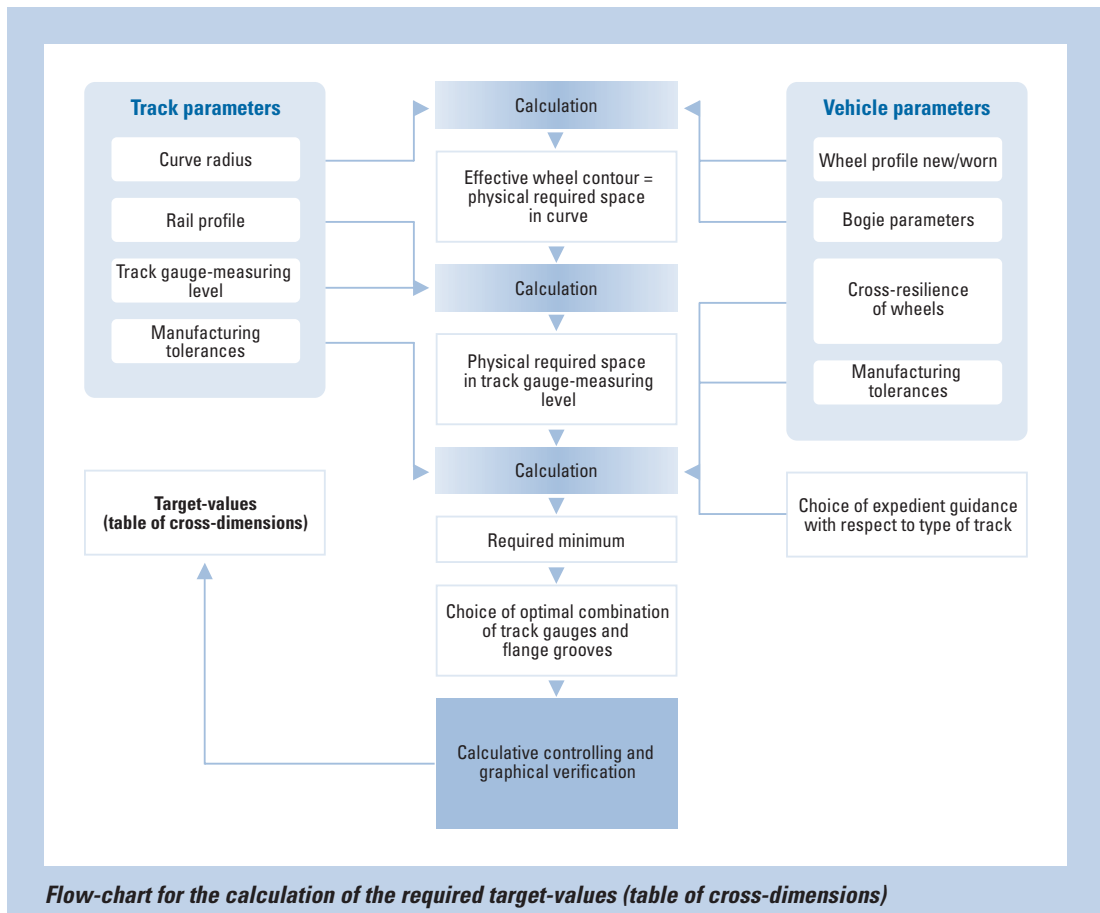 Track parameters
Curve radius
Rail profile
Track gauge-measuring
level
Manufacturing
tolerances
Target-values
(table of cross-dimensions)
Calculation
Effective wheel contour =
physical required space
in curve
Calculation
Physical required space
in track gauge-measuring
level
Calculation
Required minimum
Choice of optimal combination
of track gauges and
flange grooves
Calculative controlling and
graphical verification
Vehicle parameters
Wheel profile new/worn
Bogie parameters
Cross-resilience
of wheels
Manufacturing
tolerances
Choice of expedient guidance
with respect to type of track
Flow-chart for the calculation of the required target-values (table of cross-dimensions)